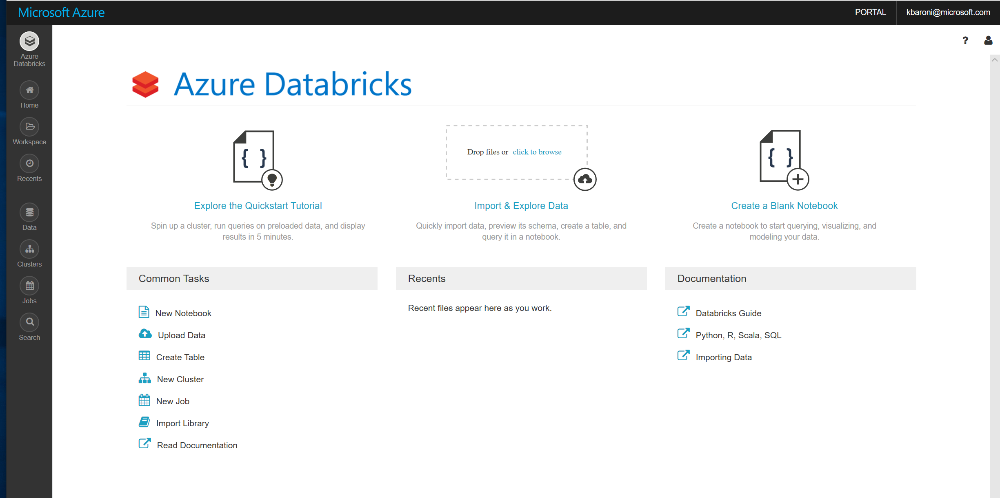 Microsoft Azure
PORTAL
kbaroni@microsoft.com
?
Azure
Databricks
Home
Workspace
Recents
Data
Clusters
Jobs
Search
Azure Databricks
{ }
Drop files or click to browse
{ }
Explore the Quickstart Tutorial
Spin up a cluster, run queries on preloaded data, and display
results in 5 minutes.
Import & Explore Data
Quickly import data, preview its schema, create a table, and
query it in a notebook.
Create a Blank Notebook
Create a notebook to start querying, visualizing, and
modeling your data.
Common Tasks
New Notebook
Upload Data
Create Table
New Cluster
New Job
Import Library
Read Documentation
Recents
Recent files appear here as you work.
Documentation
Databricks Guide
Python, R, Scala, SQL
Importing Data